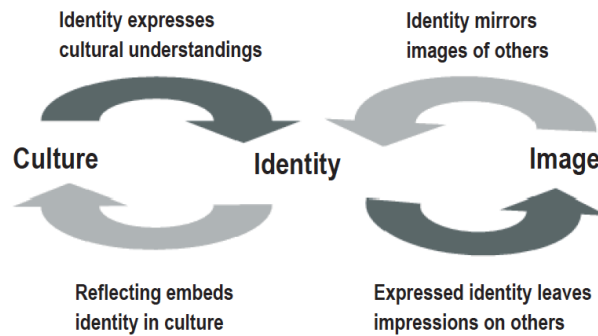 Identity expresses
cultural understandings
Identity mirrors
images of others
Culture
Identity
Image
Reflecting embeds
identity in culture
Expressed identity leaves
impressions on others